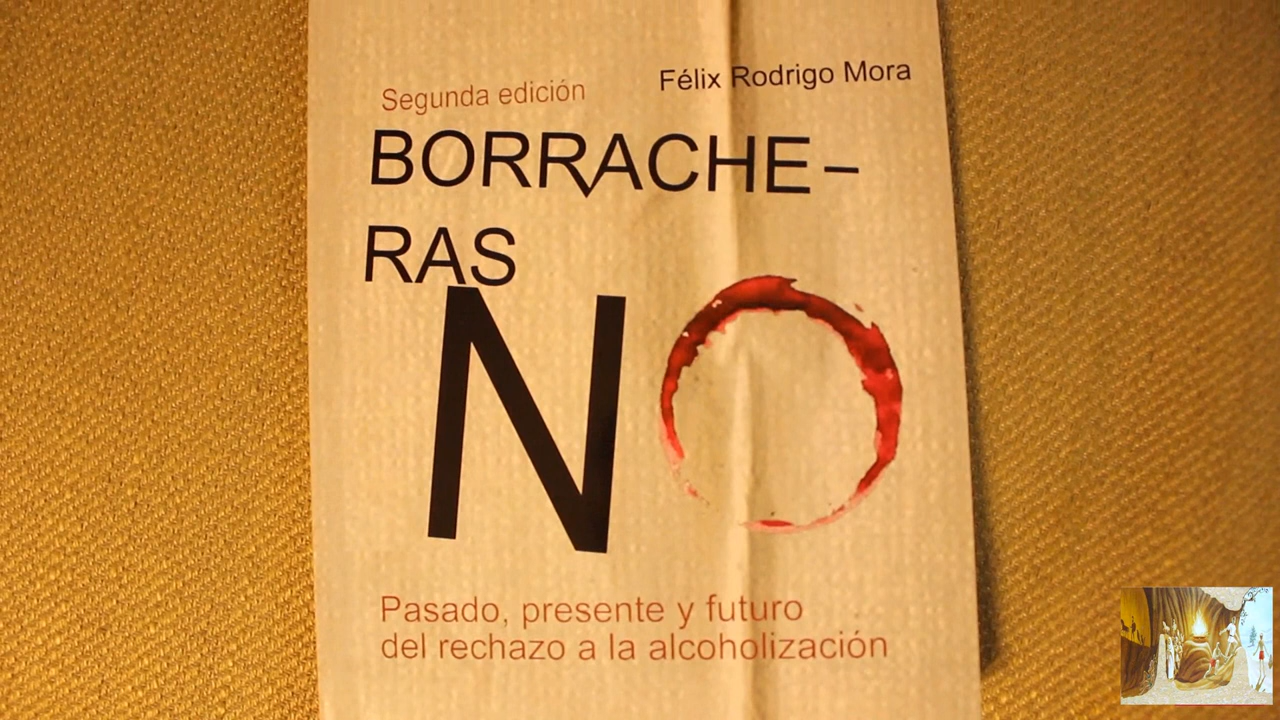 Segunda edición
Félix Rodrigo Mora
BORRACHE–
RAS
NO
Pasado, presente y futuro
del rechazo a la alcoholización